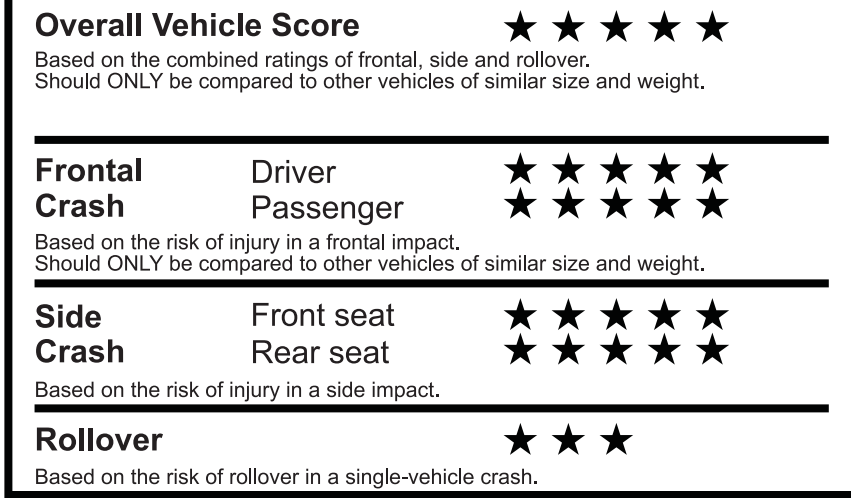 Overall Vehicle Score ★ ★ ★ ★ ★
Based on the combined ratings of frontal, side and rollover.
Should ONLY be compared to other vehicles of similar size and weight.
Frontal Driver ★ ★ ★ ★ ★
Crash Passenger ★ ★ ★ ★ ★
Based on the risk of injury in a frontal impact.
Should ONLY be compared to other vehicles of similar size and weight.
Side Front seat ★ ★ ★ ★ ★
Crash Rear seat ★ ★ ★ ★ ★
Based on the risk of injury in a side impact.
Rollover ★ ★ ★
Based on the risk of rollover in a single-vehicle crash.